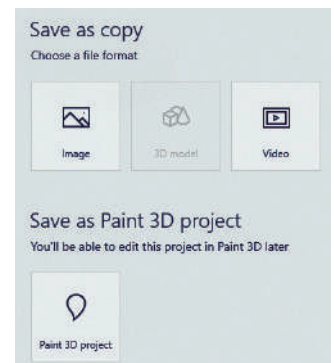 Save as copy
Choose a file format
Image 3D model Video
Save as Paint 3D project
You'll be able to edit this project in Paint 3D later
Paint 3D project